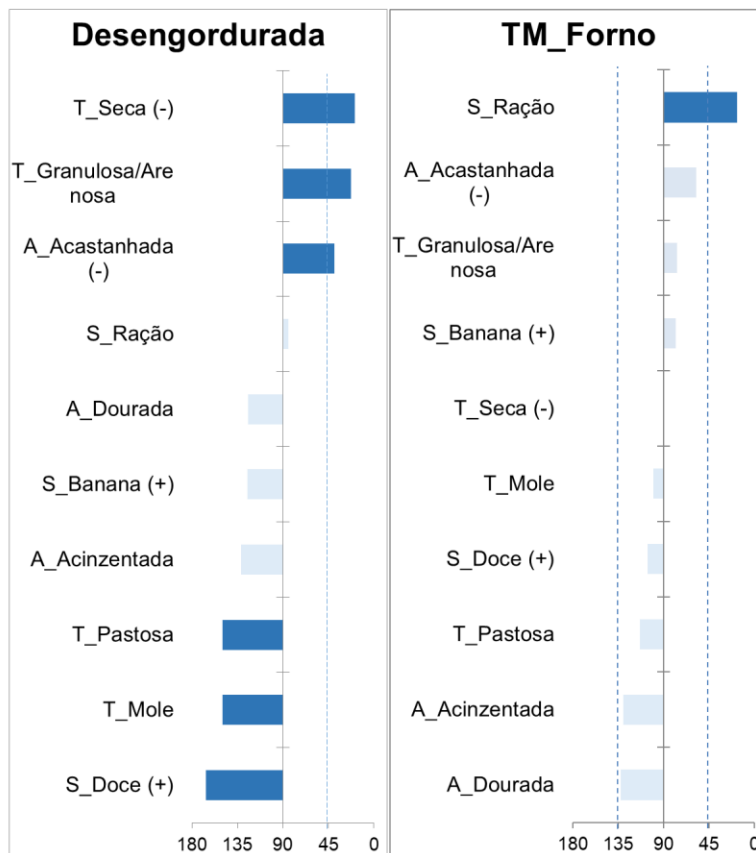 Desengordurada
T_Seca (-)
T_Granulosa/Are
nosa
A_Acastanhada
(-)
S_Ração
A_Dourada
S_Banana (+)
A_Acinzentada
T_Pastosa
T_Mole
S_Doce (+)
180 135 90 45 0
TM_Forno
S_Ração
A_Acastanhada
(-)
T_Granulosa/Are
nosa
S_Banana (+)
T_Seca (-)
T_Mole
S_Doce (+)
T_Pastosa
A_Acinzentada
A_Dourada
180 135 90 45 0